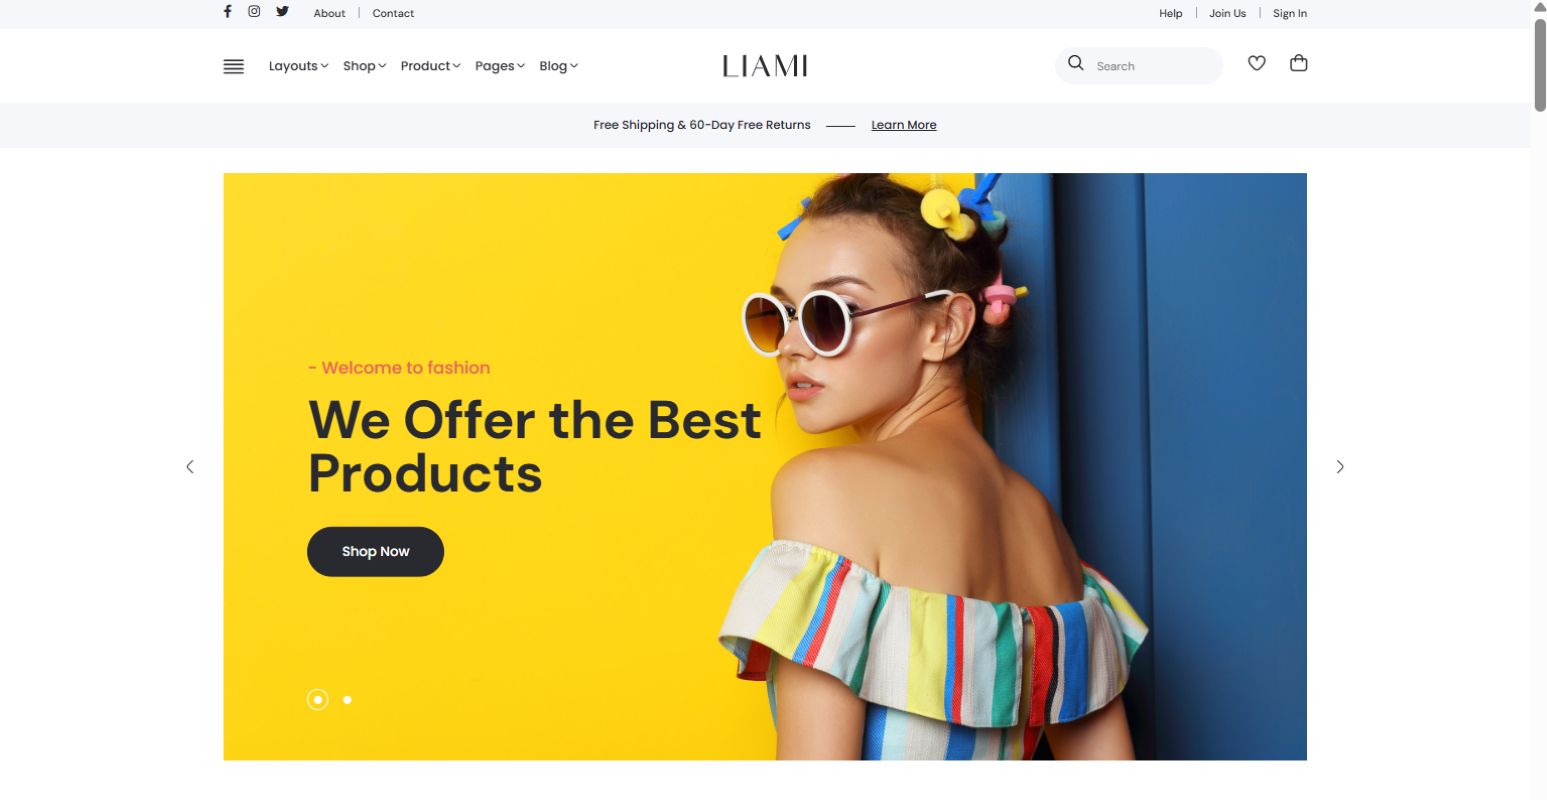 About | Contact
Help | Join Us | Sign In
Layouts Shop Product Pages Blog
LIAMI
Search
Free Shipping & 60-Day Free Returns
Learn More
- Welcome to fashion
We Offer the Best
Products
Shop Now